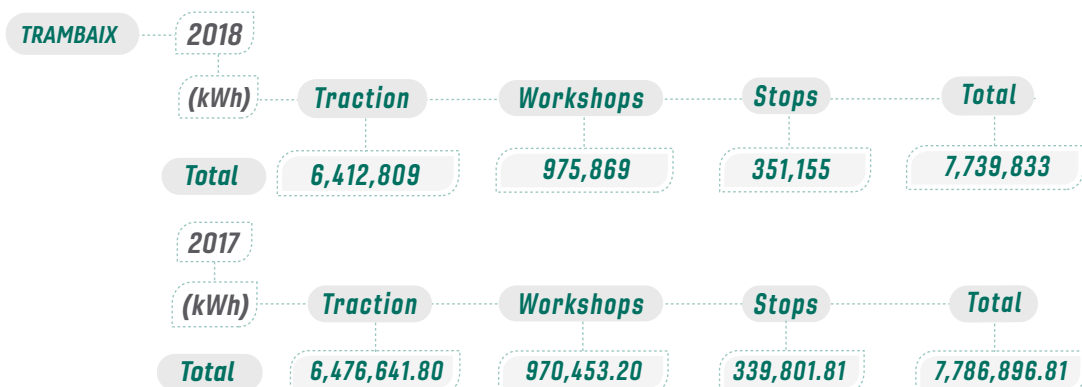 TRAMBAIX 2018
(kWh) Traction Workshops Stops Total
Total 6,412,809 975,869 351,155 7,739,833
2017
(kWh) Traction Workshops Stops Total
Total 6,476,641.80 970,453.20 339,801.81 7,786,896.81